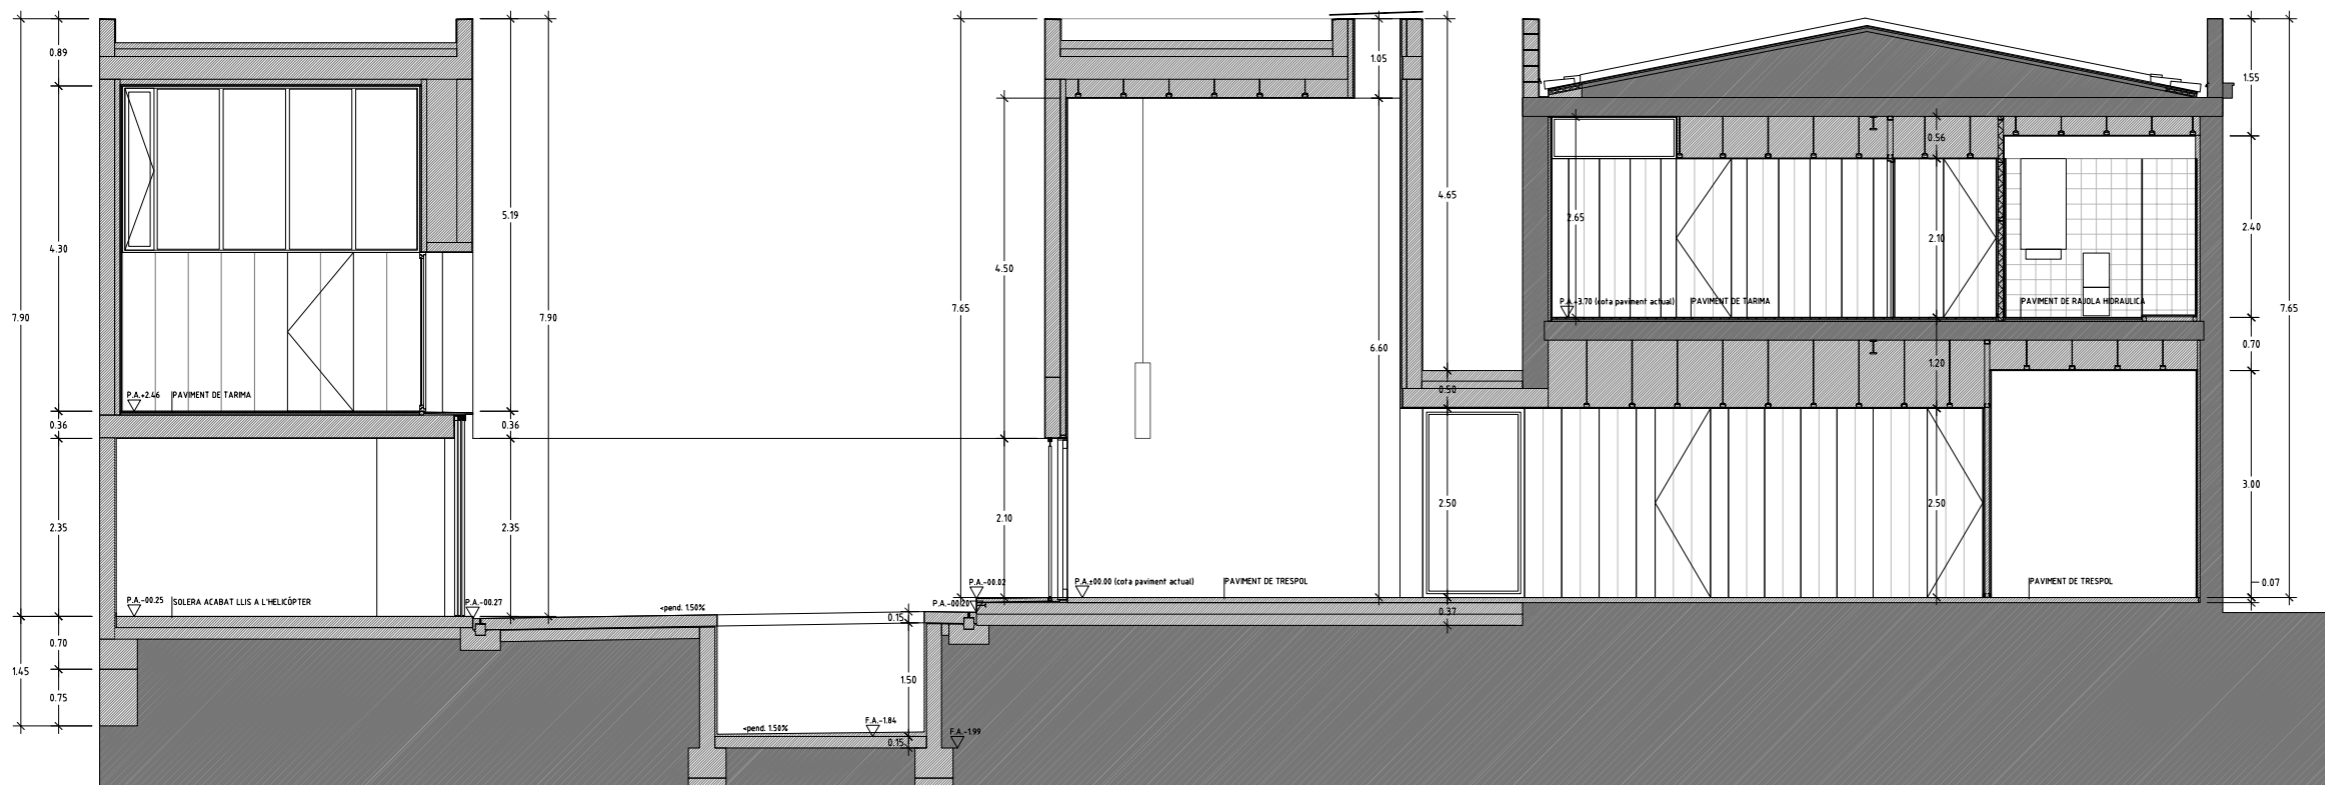 0.89
4.30
7.90
0.36
2.35
0.70
1.45
0.75
P.A.+2.46
PAVIMENT DE TARIMA
P.A.-00.25
SOLERA ACABAT LLIS A L'HELICÒPTER
5.19
7.90
0.36
2.35
P.A.-00.27
<pend. 1.50%
<pend. 1.50%
F.A.-1.84
F.A.-1.99
0.15
1.50
0.15
7.65
4.50
2.10
P.A.-00.02
P.A.-00.20
P.A.±00.00 (cota paviment actual)
PAVIMENT DE TRESPOL
1.05
6.60
4.65
0.50
2.50
0.37
2.65
0.56
2.10
P.A.+3.70 (cota paviment actual)
PAVIMENT DE TARIMA
PAVIMENT DE RAJOLA HIDRAULICA
1.20
2.50
PAVIMENT DE TRESPOL
1.55
2.40
7.65
0.70
3.00
0.07